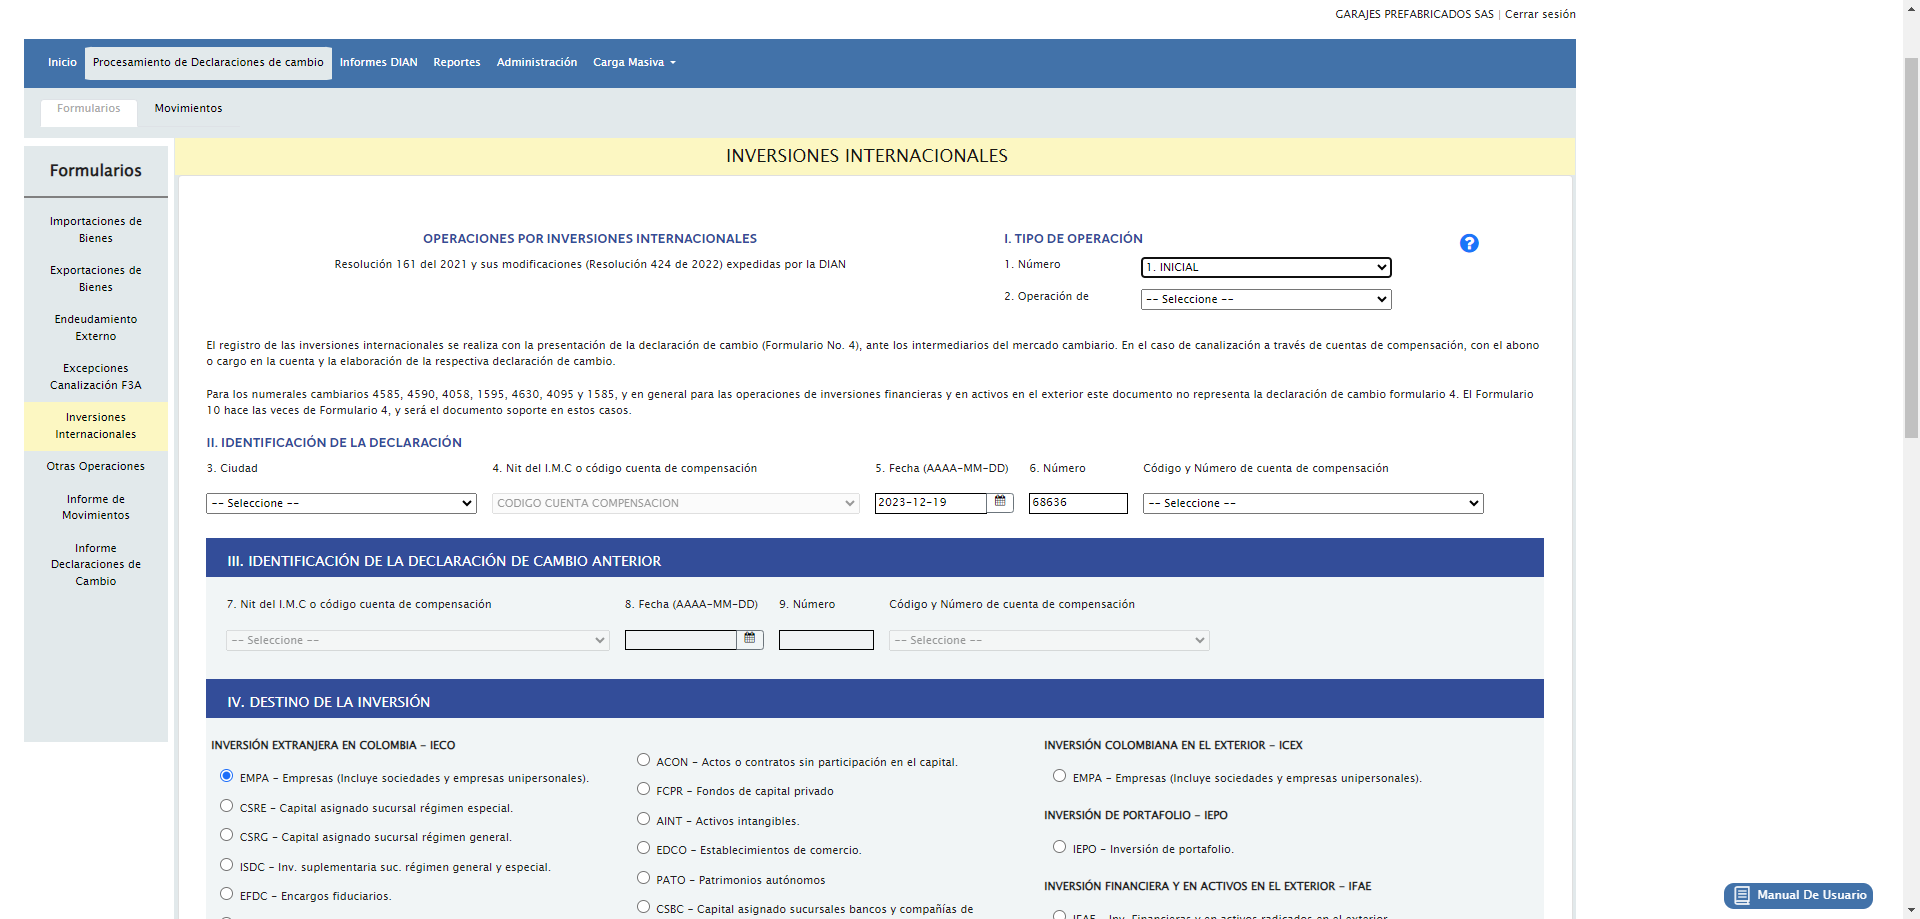 GARAJES PREFABRICADOS SAS | Cerrar sesión
Inicio Procesamiento de Declaraciones de cambio Informes DIAN Reportes Administración Carga Masiva
Formularios Movimientos
Formularios
Importaciones de
Bienes
Exportaciones de
Bienes
Endeudamiento
Externo
Excepciones
Canalización F3A
Inversiones
Internacionales
Otras Operaciones
Informe de
Movimientos
Informe
Declaraciones de
Cambio
INVERSIONES INTERNACIONALES
OPERACIONES POR INVERSIONES INTERNACIONALES
Resolución 161 del 2021 y sus modificaciones (Resolución 424 de 2022) expedidas por la DIAN
I. TIPO DE OPERACIÓN
?
1. Número 1. INICIAL
2. Operación de -- Seleccione --
El registro de las inversiones internacionales se realiza con la presentación de la declaración de cambio (Formulario No. 4), ante los intermediarios del mercado cambiario. En el caso de canalización a través de cuentas de compensación, con el abono
o cargo en la cuenta y la elaboración de la respectiva declaración de cambio.
Para los numerales cambiarios 4585, 4590, 4058, 1595, 4630, 4095 y 1585, y en general para las operaciones de inversiones financieras y en activos en el exterior este documento no representa la declaración de cambio formulario 4. El Formulario
10 hace las veces de Formulario 4, y será el documento soporte en estos casos.
II. IDENTIFICACIÓN DE LA DECLARACIÓN
3. Ciudad 4. Nit del I.M.C o código cuenta de compensación 5. Fecha (AAAA-MM-DD) 6. Número Código y Número de cuenta de compensación
-- Seleccione -- CODIGO CUENTA COMPENSACION 2023-12-19 68636 -- Seleccione --
III. IDENTIFICACIÓN DE LA DECLARACIÓN DE CAMBIO ANTERIOR
7. Nit del I.M.C o código cuenta de compensación 8. Fecha (AAAA-MM-DD) 9. Número Código y Número de cuenta de compensación
-- Seleccione -- -- Seleccione --
IV. DESTINO DE LA INVERSIÓN
INVERSIÓN EXTRANJERA EN COLOMBIA - IECO
EMPA - Empresas (Incluye sociedades y empresas unipersonales).
CSRE - Capital asignado sucursal régimen especial.
CSRG - Capital asignado sucursal régimen general.
ISDC - Inv. suplementaria suc. régimen general y especial.
EFDC - Encargos fiduciarios.
ACON - Actos o contratos sin participación en el capital.
FCPR - Fondos de capital privado
AINT - Activos intangibles.
EDCO - Establecimientos de comercio.
PATO - Patrimonios autónomos
CSBC - Capital asignado sucursales bancos y compañías de
INVERSIÓN COLOMBIANA EN EL EXTERIOR - ICEX
EMPA - Empresas (Incluye sociedades y empresas unipersonales).
INVERSIÓN DE PORTAFOLIO - IEPO
IEPO - Inversión de portafolio.
INVERSIÓN FINANCIERA Y EN ACTIVOS EN EL EXTERIOR - IFAE
IFAE - Inv. Financieras y en activos radicados en el exterior
Manual De Usuario